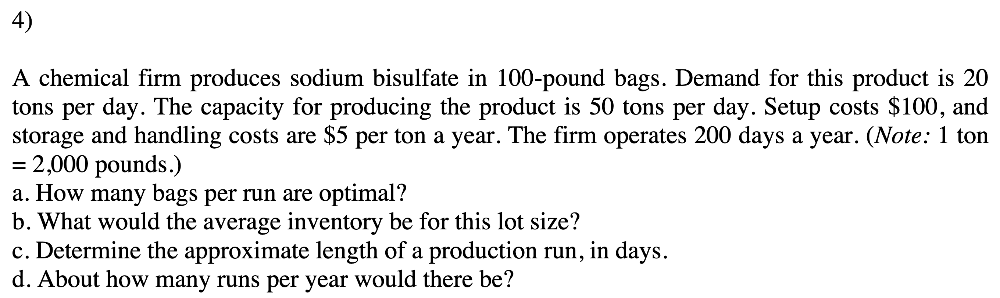 4)
A chemical firm produces sodium bisulfate in 100-pound bags. Demand for this product is 20
tons per day. The capacity for producing the product is 50 tons per day. Setup costs $100, and
storage and handling costs are $5 per ton a year. The firm operates 200 days a year. (Note: 1 ton
= 2,000 pounds.)
a. How many bags per run are optimal?
b. What would the average inventory be for this lot size?
c. Determine the approximate length of a production run, in days.
d. About how many runs per year would there be?